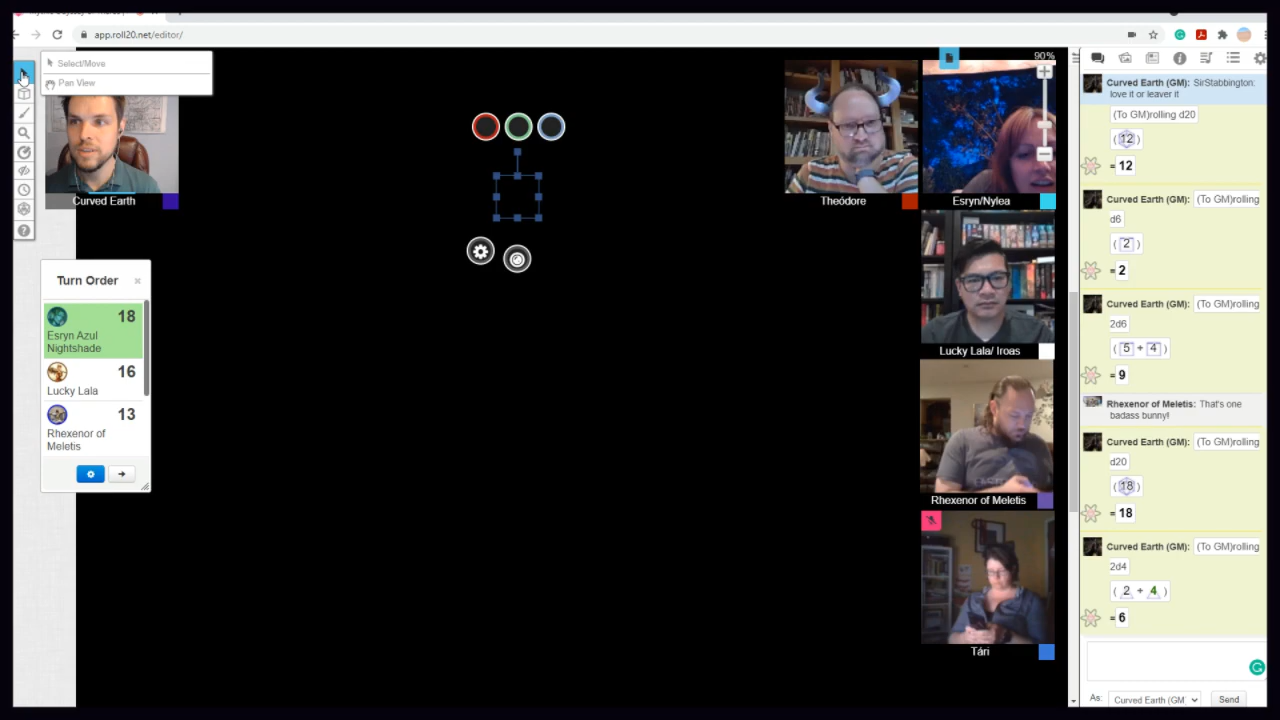 app.roll20.net/editor/
Select/Move
Pan View
90%
Curved Earth
Theódore
Esryn/Nylea
Lucky Lala/ Iroas
Rhexenor of Meletis
Tári
Turn Order
×
18
Esryn Azul
Nightshade
16
Lucky Lala
13
Rhexenor of
Meletis
Curved Earth (GM): SirStabbington:
love it or leaver it
(To GM)rolling d20
(12)
=12
Curved Earth (GM): (To GM)rolling
d6
(2)
=2
Curved Earth (GM): (To GM)rolling
2d6
(5+4)
=9
Rhexenor of Meletis: That's one
badass bunny!
Curved Earth (GM): (To GM)rolling
d20
(18)
=18
Curved Earth (GM): (To GM)rolling
2d4
(2+4)
=6
As: Curved Earth (GM) Send